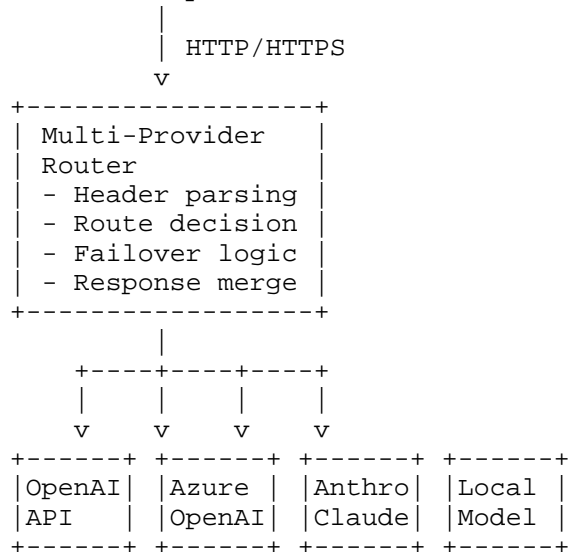 HTTP/HTTPS
v
Multi-Provider
Router
- Header parsing
- Route decision
- Failover logic
- Response merge
v v v v
OpenAI Azure Anthro Local
API OpenAI Claude Model